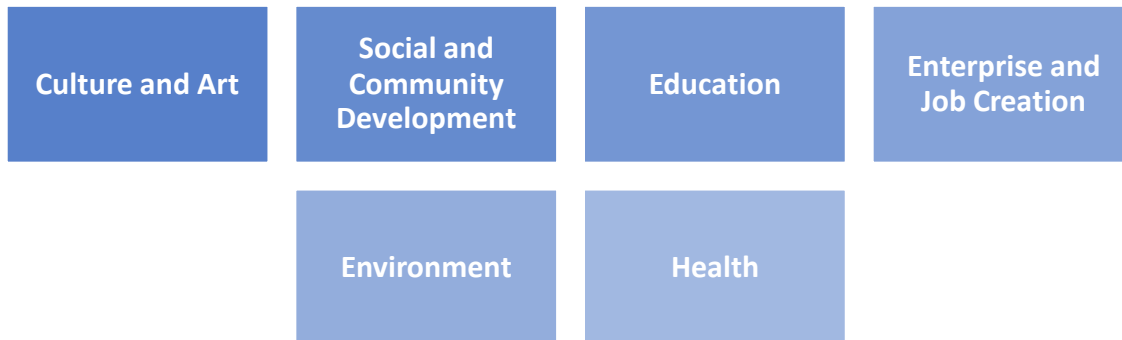 Culture and Art
Social and
Community
Development
Education
Enterprise and
Job Creation
Environment
Health